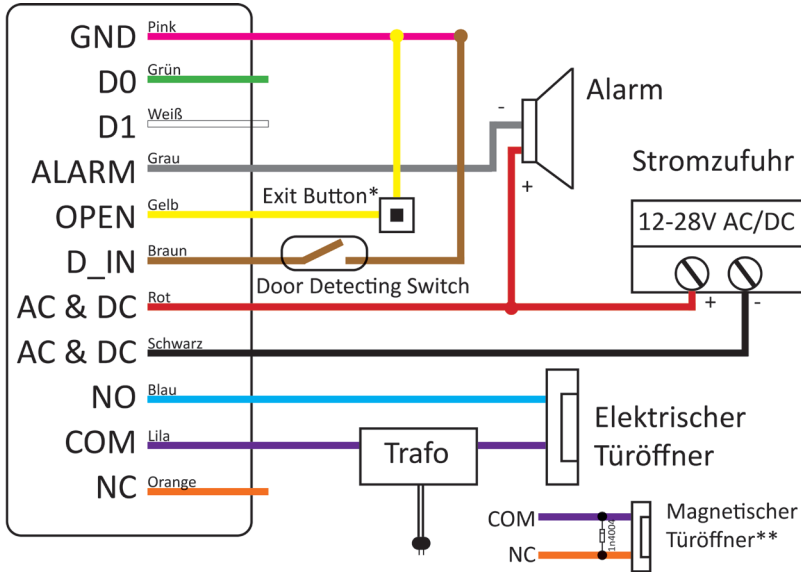 GND Pink
D0 Grün
D1 Weiß
ALARM Grau
OPEN Gelb
D_IN Braun
AC & DC Rot
AC & DC Schwarz
NO Blau
COM Lila
NC Orange
Exit Button*
Door Detecting Switch
- Alarm
+
Stromzufuhr
12-28V AC/DC
+ -
Elektrischer
Türöffner
Trafo
COM
NC
1n4004
Magnetischer
Türöffner**